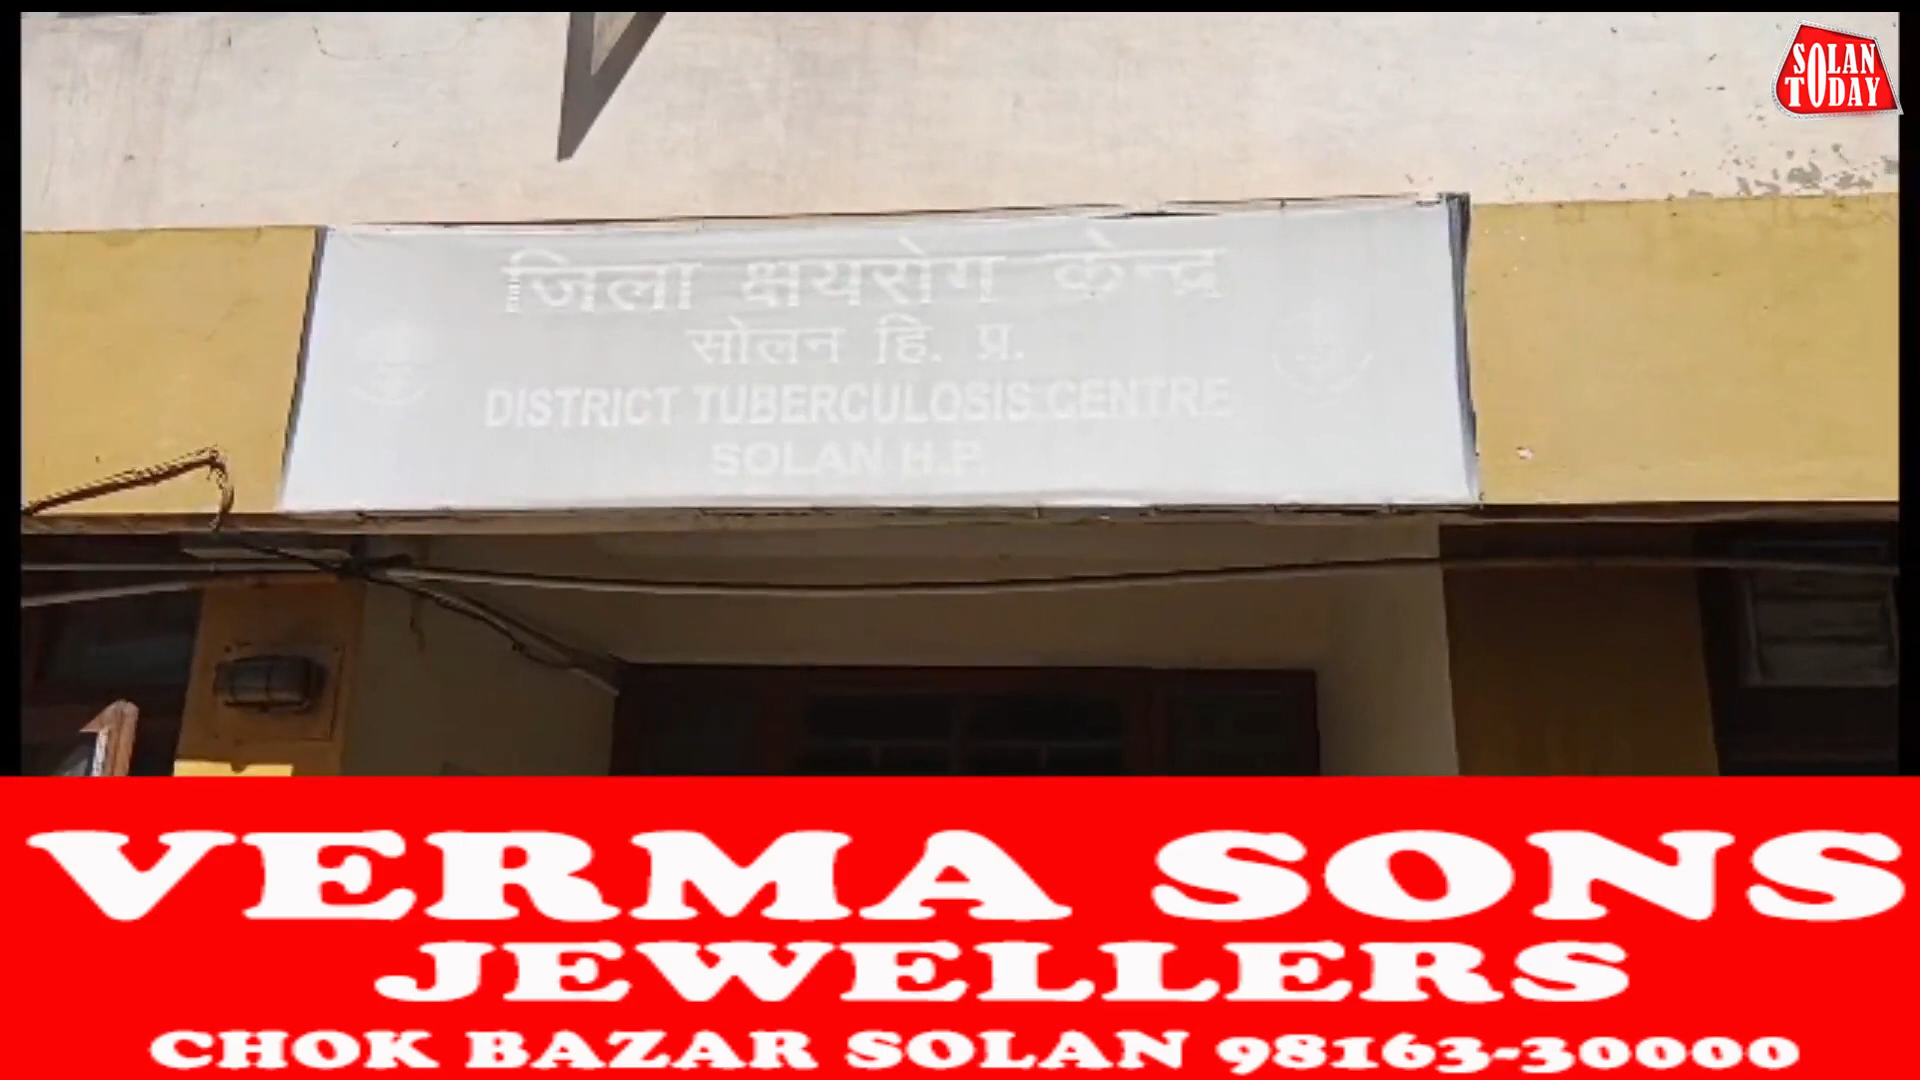 SOLAN
TODAY
जिला क्षयरोग केन्द्र
सोलन हि. प्र.
DISTRICT TUBERCULOSIS CENTRE
SOLAN H.P.
VERMA SONS
JEWELLERS
CHOK BAZAR SOLAN 98163-30000